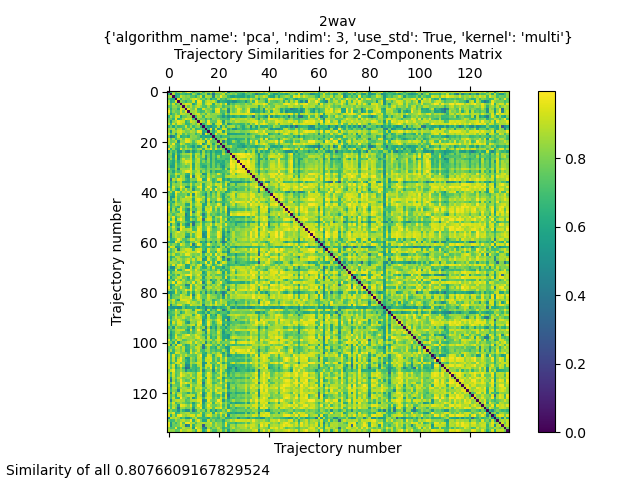 2wav
{'algorithm_name': 'pca', 'ndim': 3, 'use_std': True, 'kernel': 'multi'}
Trajectory Similarities for 2-Components Matrix
0 20 40 60 80 100 120
0
20
40
60
80
100
120
Trajectory number
Trajectory number
0.8
0.6
0.4
0.2
0.0
Similarity of all 0.8076609167829524